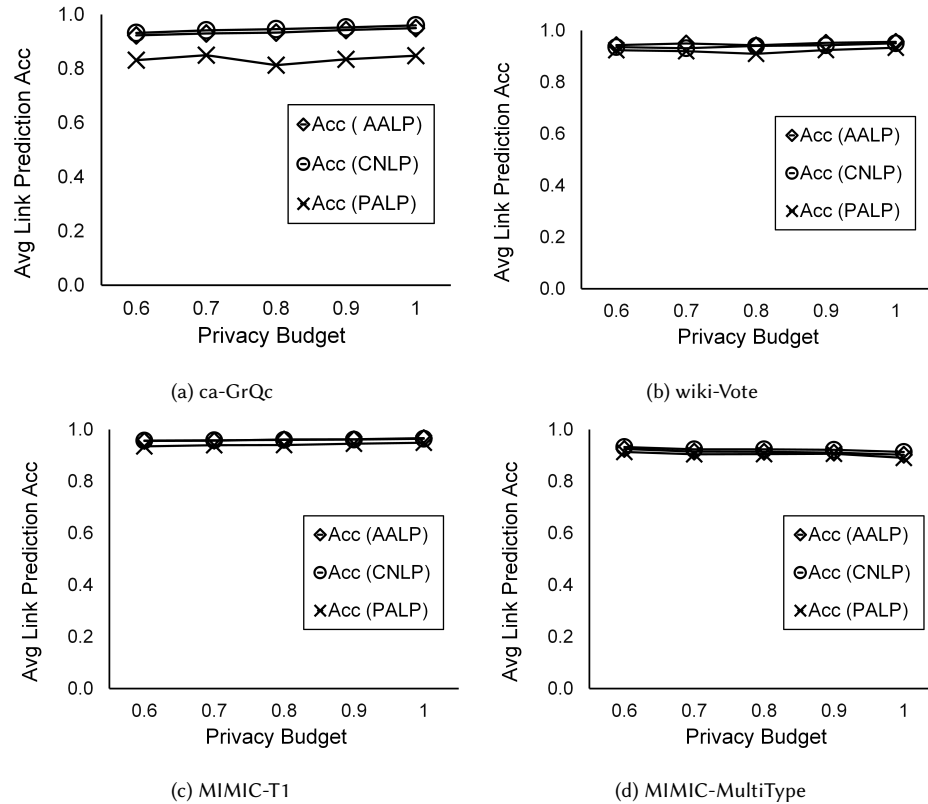 Avg Link Prediction Acc
1.0
0.8
0.6
0.4
0.2
0.0
Acc ( AALP)
Acc (CNLP)
Acc (PALP)
0.6 0.7 0.8 0.9 1
Privacy Budget
(a) ca-GrQc
Avg Link Prediction Acc
1.0
0.8
0.6
0.4
0.2
0.0
Acc (AALP)
Acc (CNLP)
Acc (PALP)
0.6 0.7 0.8 0.9 1
Privacy Budget
(b) wiki-Vote
Avg Link Prediction Acc
1.0
0.8
0.6
0.4
0.2
0.0
Acc (AALP)
Acc (CNLP)
Acc (PALP)
0.6 0.7 0.8 0.9 1
Privacy Budget
(c) MIMIC-T1
Avg Link Prediction Acc
1.0
0.8
0.6
0.4
0.2
0.0
Acc (AALP)
Acc (CNLP)
Acc (PALP)
0.6 0.7 0.8 0.9 1
Privacy Budget
(d) MIMIC-MultiType